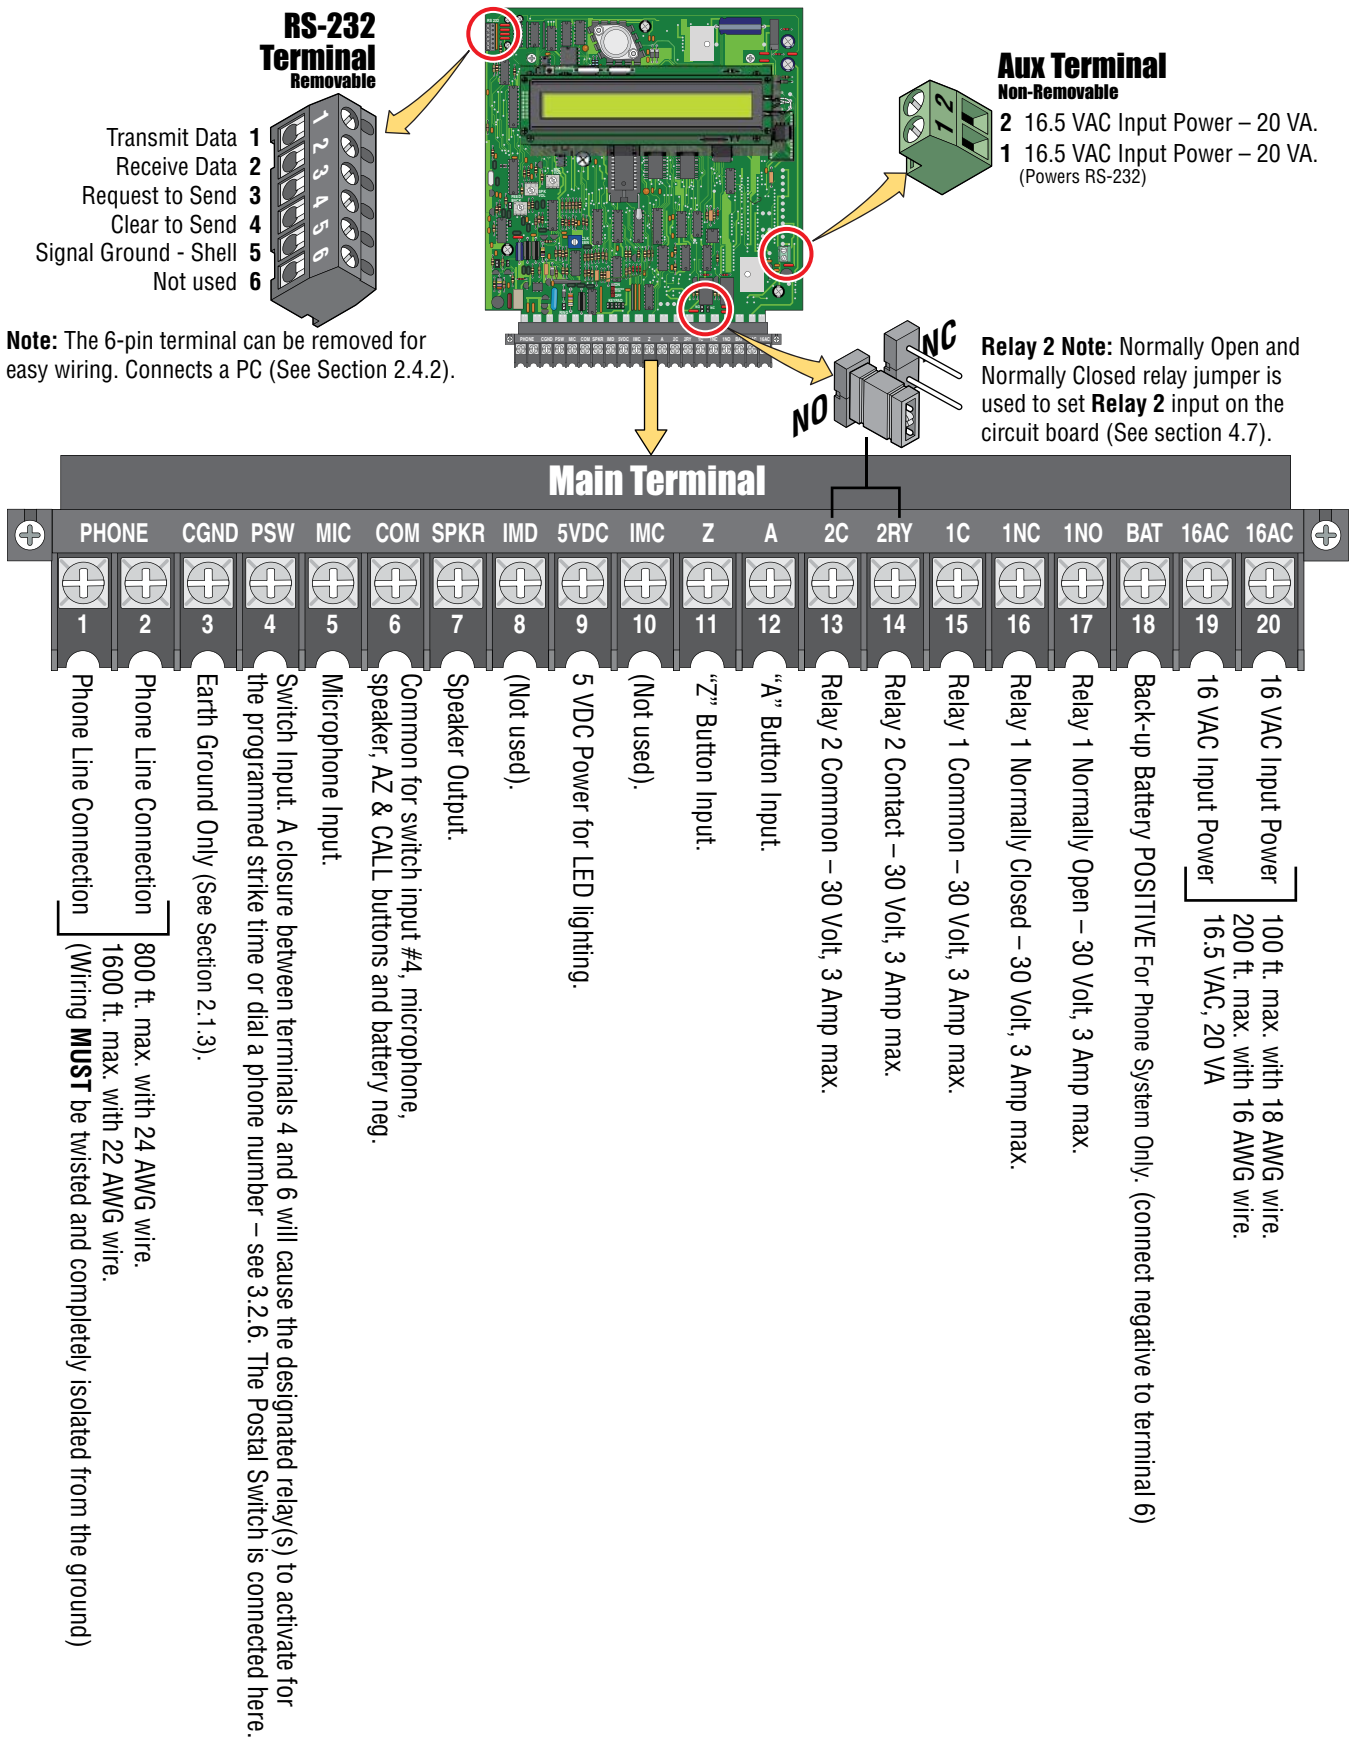 RS-232
Terminal
Removable
Transmit Data 1
Receive Data 2
Request to Send 3
Clear to Send 4
Signal Ground - Shell 5
Not used 6
1
2
3
4
5
6
Note: The 6-pin terminal can be removed for
easy wiring. Connects a PC (See Section 2.4.2).
Aux Terminal
Non-Removable
2 16.5 VAC Input Power – 20 VA.
1 16.5 VAC Input Power – 20 VA.
(Powers RS-232)
1 2
NC
NO
Relay 2 Note: Normally Open and
Normally Closed relay jumper is
used to set Relay 2 input on the
circuit board (See section 4.7).
Main Terminal
PHONE CGND PSW MIC COM SPKR IMD 5VDC IMC Z A 2C 2RY 1C 1NC 1NO BAT 16AC 16AC
1 2 3 4 5 6 7 8 9 10 11 12 13 14 15 16 17 18 19 20
Phone Line Connection
Phone Line Connection
800 ft. max. with 24 AWG wire.
1600 ft. max. with 22 AWG wire.
(Wiring MUST be twisted and completely isolated from the ground)
Earth Ground Only (See Section 2.1.3).
Switch Input. A closure between terminals 4 and 6 will cause the designated relay(s) to activate for
the programmed strike time or dial a phone number – see 3.2.6. The Postal Switch is connected here.
Microphone Input.
Common for switch input #4, microphone,
speaker, AZ & CALL buttons and battery neg.
Speaker Output.
(Not used).
5 VDC Power for LED lighting.
(Not used).
“Z” Button Input.
“A” Button Input.
Relay 2 Common – 30 Volt, 3 Amp max.
Relay 2 Contact – 30 Volt, 3 Amp max.
Relay 1 Common – 30 Volt, 3 Amp max.
Relay 1 Normally Closed – 30 Volt, 3 Amp max.
Relay 1 Normally Open – 30 Volt, 3 Amp max.
Back-up Battery POSITIVE For Phone System Only. (connect negative to terminal 6)
16 VAC Input Power
16 VAC Input Power
100 ft. max. with 18 AWG wire.
200 ft. max. with 16 AWG wire.
16.5 VAC, 20 VA